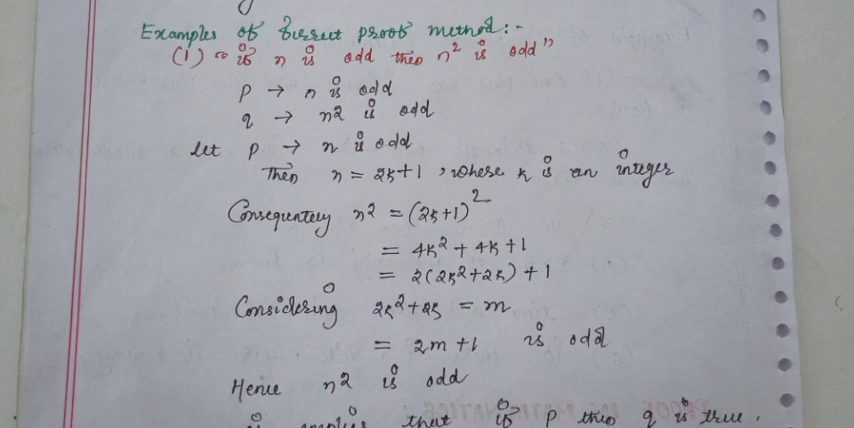 Examples of Direct proof method:-
(1) "if n is odd then n² is odd"
p → n is odd
q → n2 is odd
let p → n is odd
Then n = 2k+1 , where k is an integer
Consequently n2 = (2k+1)²
= 4k² + 4k + 1
= 2(2k²+2k) + 1
Considering 2k²+2k = m
= 2m+1 is odd
Hence n2 is odd
that if p then q is true.